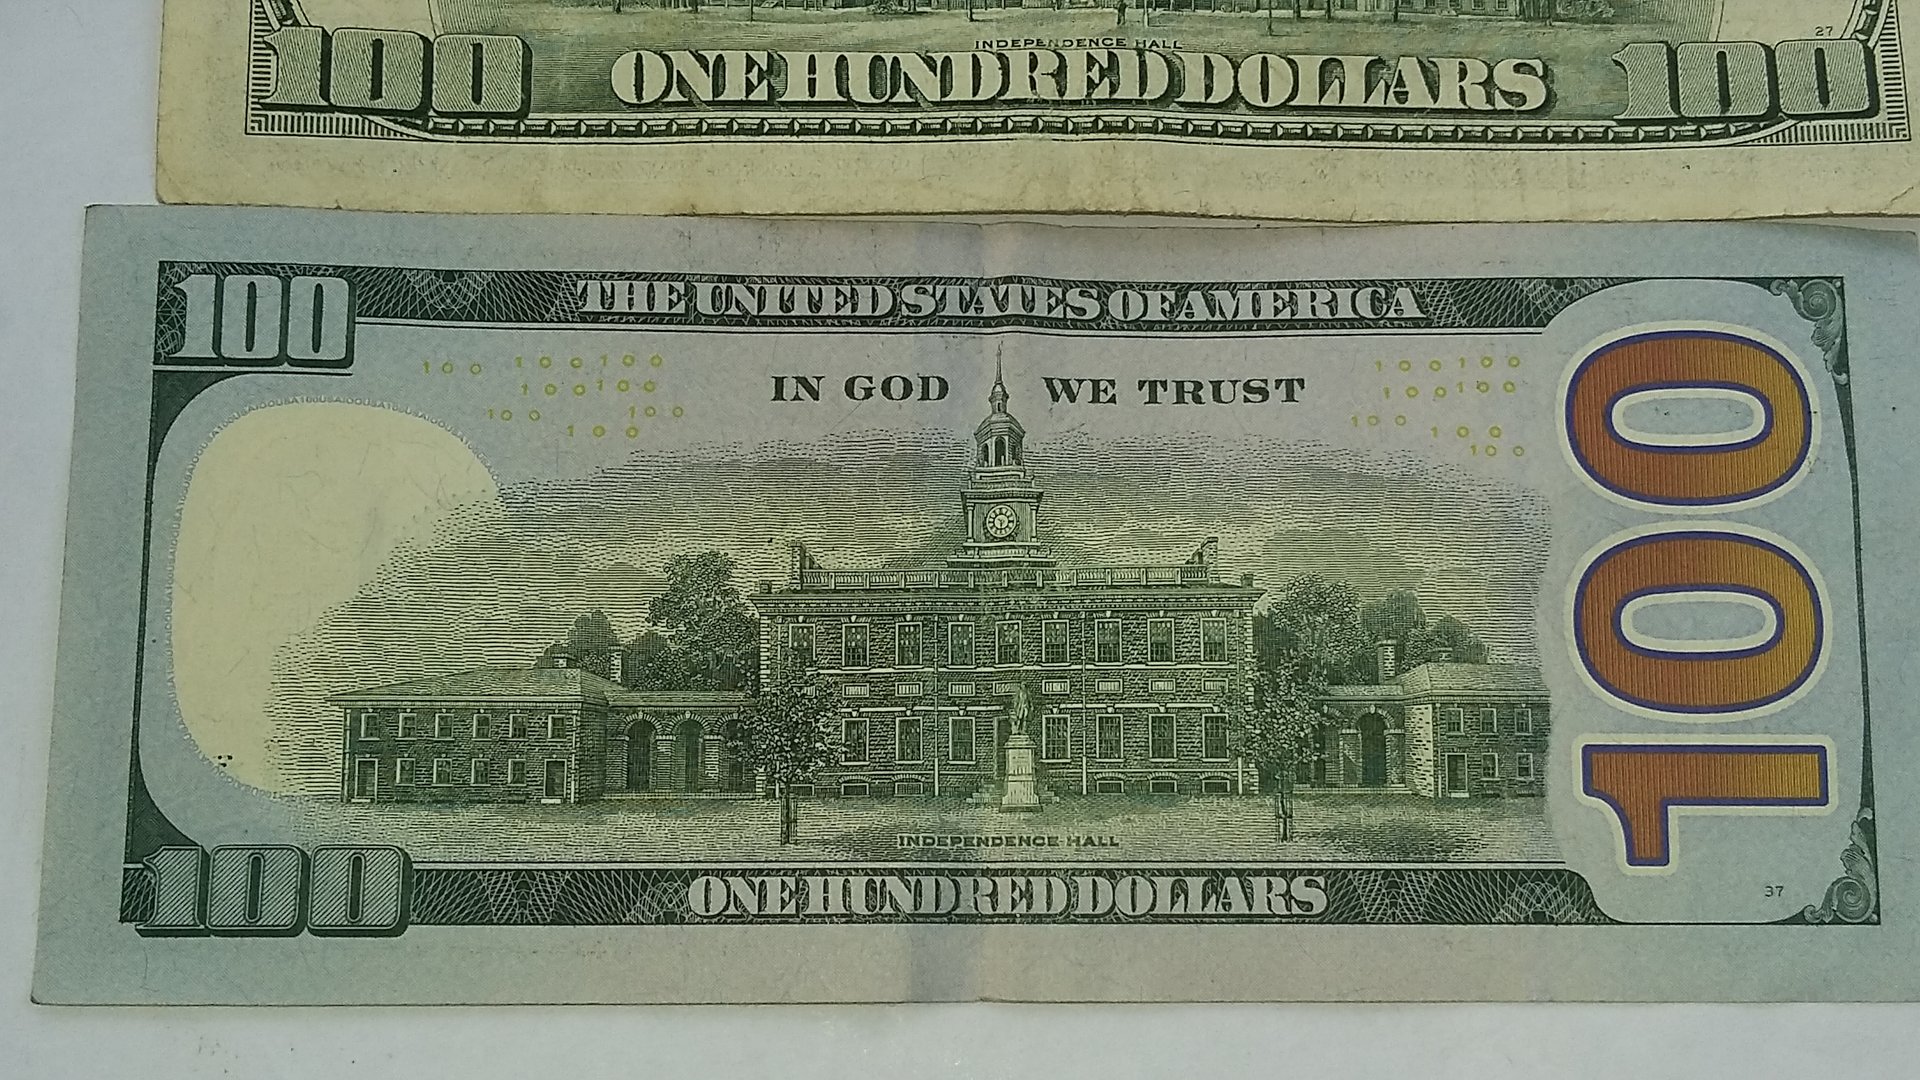 INDEPENDENCE HALL
27
100 ONE HUNDRED DOLLARS 100
100 THE UNITED STATES OF AMERICA
100 100 100 100 100
100 100 100 100
IN GOD WE TRUST
100 100 100
100 100
100 100
100
INDEPENDENCE HALL
100 ONE HUNDRED DOLLARS
37